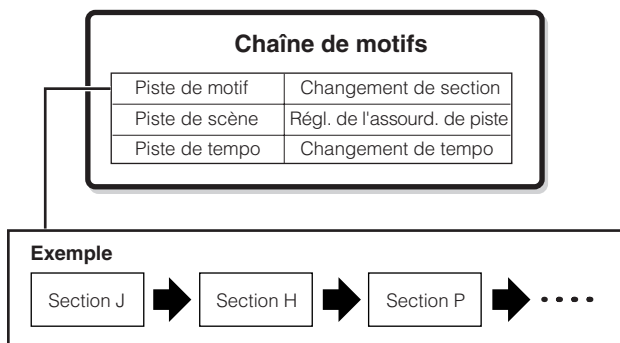 Chaîne de motifs
Piste de motif Changement de section
Piste de scène Régl. de l'assourd. de piste
Piste de tempo Changement de tempo
Exemple
Section J Section H Section P